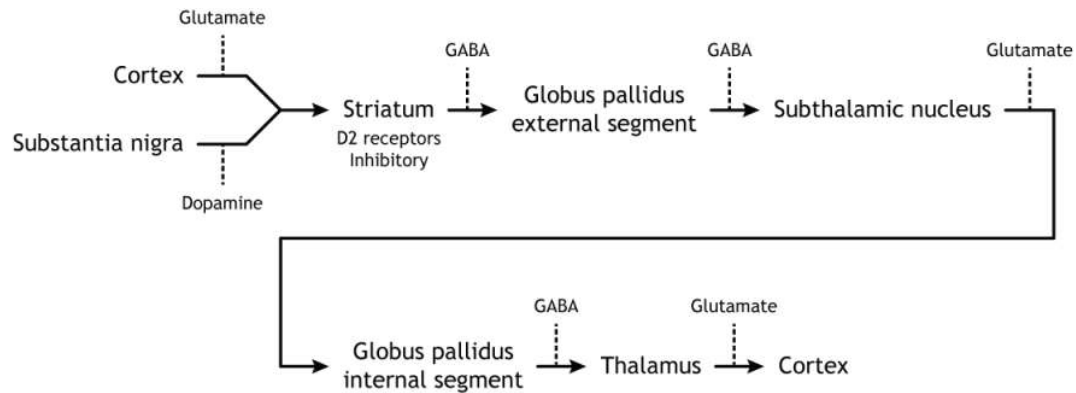 Glutamate
Cortex
Substantia nigra
Dopamine
Striatum
D2 receptors
Inhibitory
GABA
Globus pallidus
external segment
GABA
Subthalamic nucleus
Glutamate
Globus pallidus
internal segment
GABA
Thalamus
Glutamate
Cortex